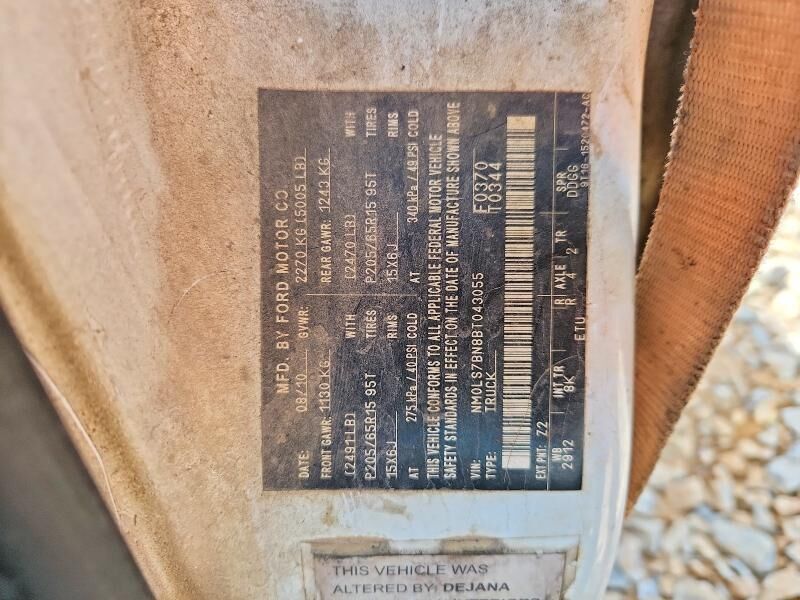 MFD. BY FORD MOTOR CO
DATE: 08/10 GVWR: 2270 KG (5005 LB)
FRONT GAWR: 1130 KG REAR GAWR: 1243 KG
(2491 LB) WITH (2470 LB) WITH
P205/65R15 95T TIRES P205/65R15 95T TIRES
15X6J RIMS 15X6J RIMS
AT 275 kPa / 40 PSI COLD AT 340 kPa / 49 PSI COLD
THIS VEHICLE CONFORMS TO ALL APPLICABLE FEDERAL MOTOR VEHICLE
SAFETY STANDARDS IN EFFECT ON THE DATE OF MANUFACTURE SHOWN ABOVE
VIN: NM0LS7BN8BT043055 F0370
TYPE: TRUCK T0344
EXT PNT: Z2
WB INT TR R AXLE TR SPR
2912 8K R 4 2 DDGG
ETU 9T16-1520472-AC
THIS VEHICLE WAS
ALTERED BY: DEJANA